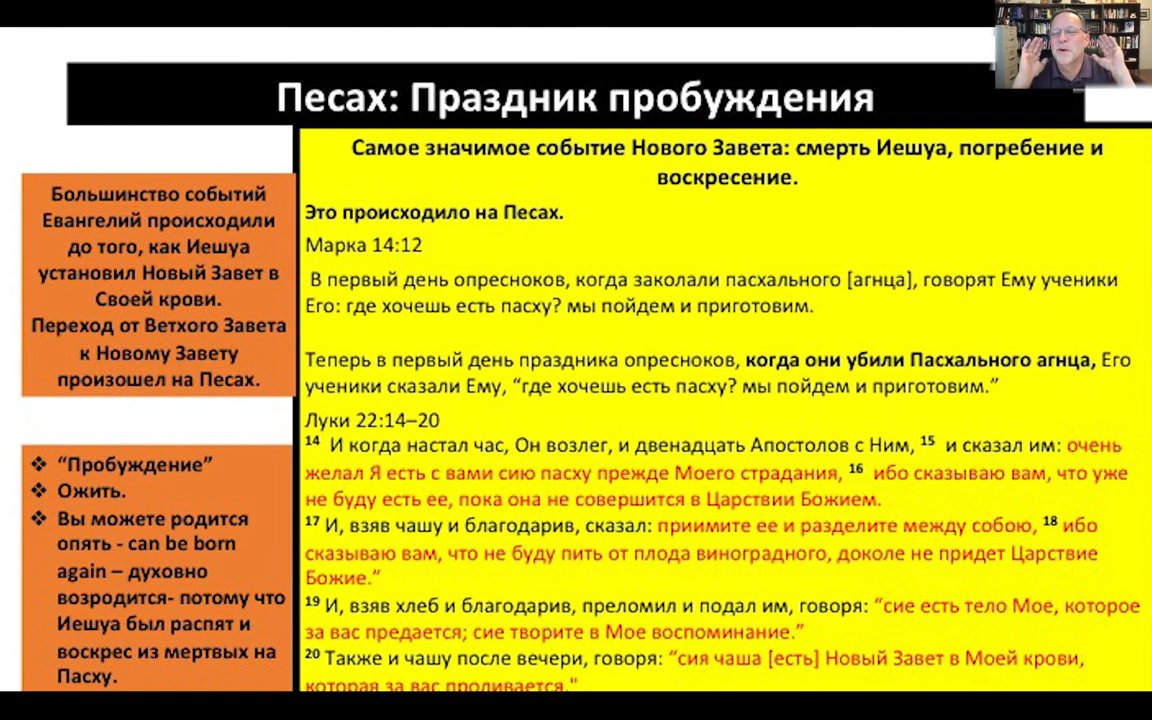 Песах: Праздник пробуждения
Большинство событий
Евангелий происходили
до того, как Иешуа
установил Новый Завет в
Своей крови.
Переход от Ветхого Завета
к Новому Завету
произошел на Песах.
❖ “Пробуждение”
❖ Ожить.
❖ Вы можете родится
опять - can be born
again – духовно
возродится- потому что
Иешуа был распят и
воскрес из мертвых на
Пасху.
Самое значимое событие Нового Завета: смерть Иешуа, погребение и
воскресение.
Это происходило на Песах.
Марка 14:12
В первый день опресноков, когда заколали пасхального [агнца], говорят Ему ученики
Его: где хочешь есть пасху? мы пойдем и приготовим.
Теперь в первый день праздника опресноков, когда они убили Пасхального агнца, Его
ученики сказали Ему, “где хочешь есть пасху? мы пойдем и приготовим.”
Луки 22:14–20
14 И когда настал час, Он возлег, и двенадцать Апостолов с Ним, 15 и сказал им: очень
желал Я есть с вами сию пасху прежде Моего страдания, 16 ибо сказываю вам, что уже
не буду есть ее, пока она не совершится в Царствии Божием.
17 И, взяв чашу и благодарив, сказал: приимите ее и разделите между собою, 18 ибо
сказываю вам, что не буду пить от плода виноградного, доколе не придет Царствие
Божие.”
19 И, взяв хлеб и благодарив, преломил и подал им, говоря: “сие есть тело Мое, которое
за вас предается; сие творите в Мое воспоминание.”
20 Также и чашу после вечери, говоря: “сия чаша [есть] Новый Завет в Моей крови,
которая за вас проливается."